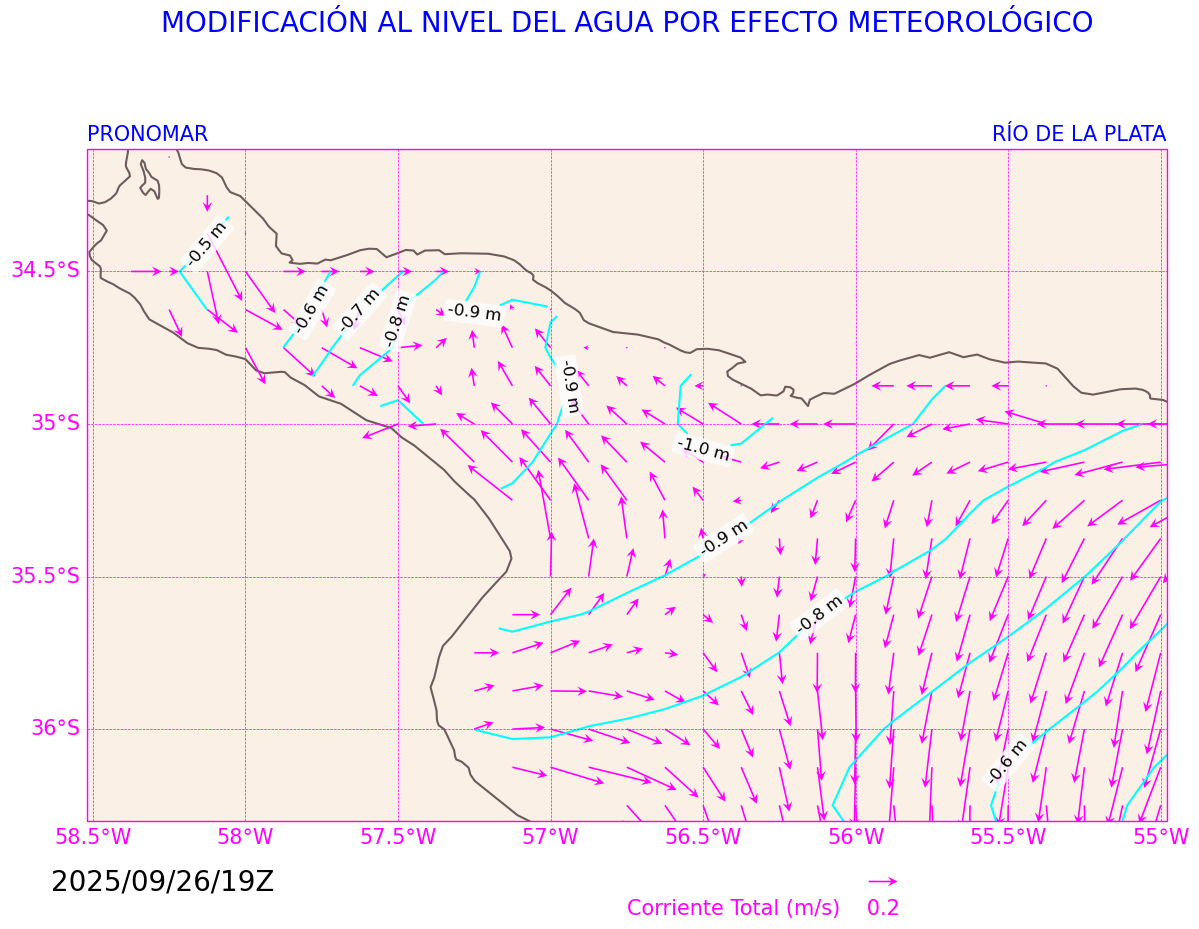 MODIFICACIÓN AL NIVEL DEL AGUA POR EFECTO METEOROLÓGICO
PRONOMAR
RÍO DE LA PLATA
-0.5 m
34.5°S
-0.6 m
-0.7 m
-0.8 m
-0.9 m
-0.9 m
35°S
-1.0 m
-0.9 m
35.5°S
-0.8 m
36°S
-0.6 m
58.5°W 58°W 57.5°W 57°W 56.5°W 56°W 55.5°W 55°W
2025/09/26/19Z
Corriente Total (m/s) 0.2